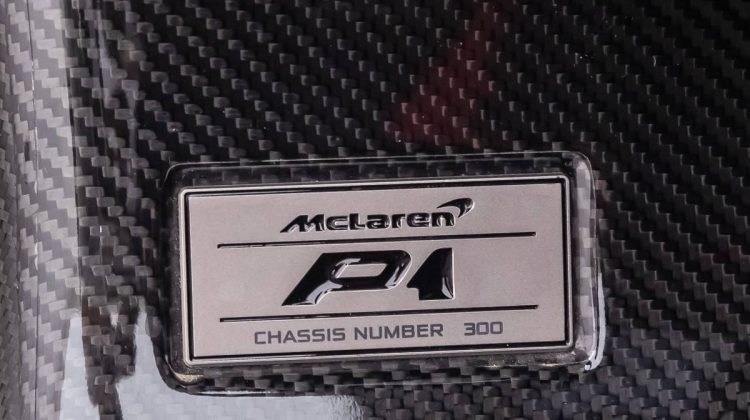 McLaren
P1
CHASSIS NUMBER 300